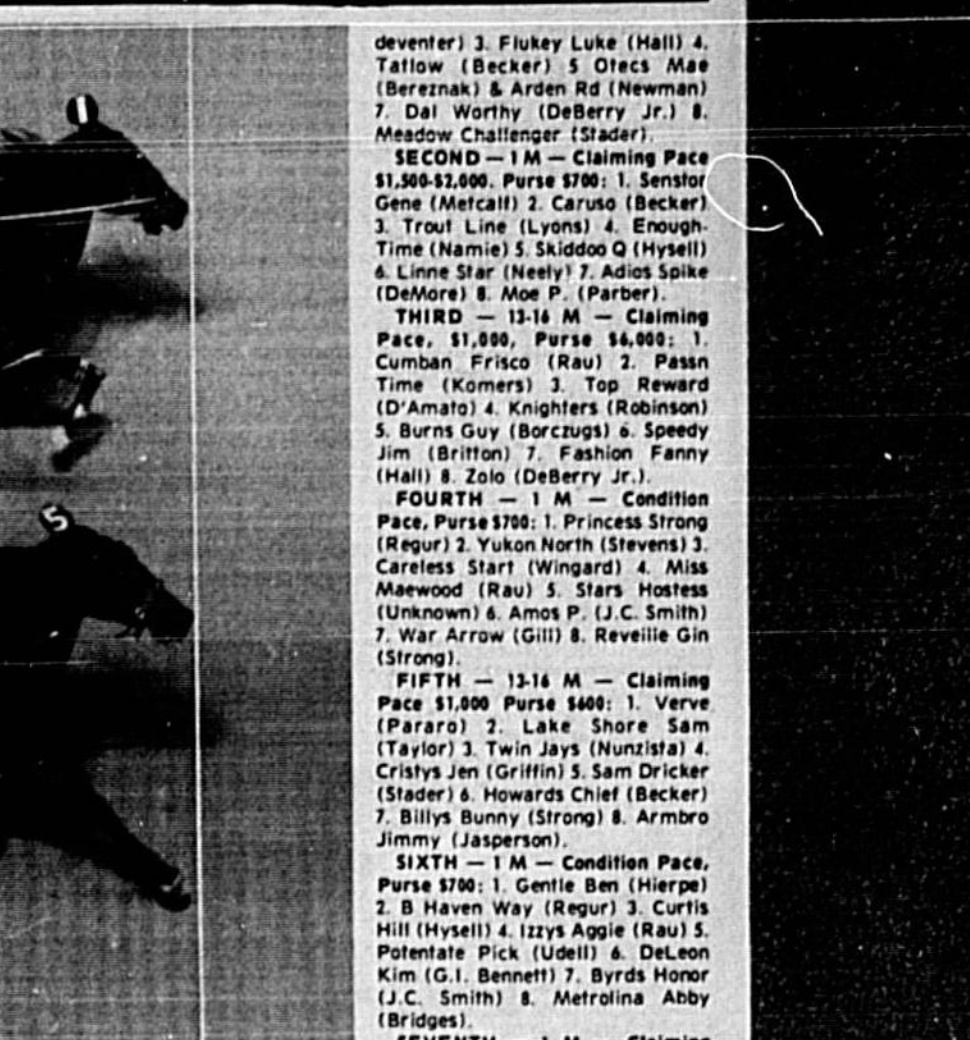 1
5
deventer) 3. Flukey Luke (Hall) 4.
Tatlow (Becker) 5 Otecs Mae
(Bereznak) & Arden Rd (Newman)
7. Dal Worthy (DeBerry Jr.) 8.
Meadow Challenger (Stader).
SECOND — 1 M — Claiming Pace
$1,500-$2,000. Purse $700: 1. Senstor
Gene (Metcalf) 2. Caruso (Becker)
3. Trout Line (Lyons) 4. Enough-
Time (Namie) 5. Skiddoo Q (Hysell)
6. Linne Star (Neely) 7. Adios Spike
(DeMore) 8. Moe P. (Parber).
THIRD — 13-16 M — Claiming
Pace, $1,000, Purse $6,000: 1.
Cumban Frisco (Rau) 2. Passn
Time (Komers) 3. Top Reward
(D'Amato) 4. Knighters (Robinson)
5. Burns Guy (Borczugs) 6. Speedy
Jim (Britton) 7. Fashion Fanny
(Hall) 8. Zolo (DeBerry Jr.).
FOURTH — 1 M — Condition
Pace, Purse $700: 1. Princess Strong
(Regur) 2. Yukon North (Stevens) 3.
Careless Start (Wingard) 4. Miss
Maewood (Rau) 5. Stars Hostess
(Unknown) 6. Amos P. (J.C. Smith)
7. War Arrow (Gill) 8. Reveille Gin
(Strong).
FIFTH — 13-16 M — Claiming
Pace $1,000 Purse $600: 1. Verve
(Pararo) 2. Lake Shore Sam
(Taylor) 3. Twin Jays (Nunzista) 4.
Cristys Jen (Griffin) 5. Sam Dricker
(Stader) 6. Howards Chief (Becker)
7. Billys Bunny (Strong) 8. Armbro
Jimmy (Jasperson).
SIXTH — 1 M — Condition Pace,
Purse $700: 1. Gentle Ben (Hierpe)
2. B Haven Way (Regur) 3. Curtis
Hill (Hysell) 4. Izzys Aggie (Rau) 5.
Potentate Pick (Udell) 6. DeLeon
Kim (G.I. Bennett) 7. Byrds Honor
(J.C. Smith) 8. Metrolina Abby
(Bridges).
SEVENTH — 1 M — Claiming